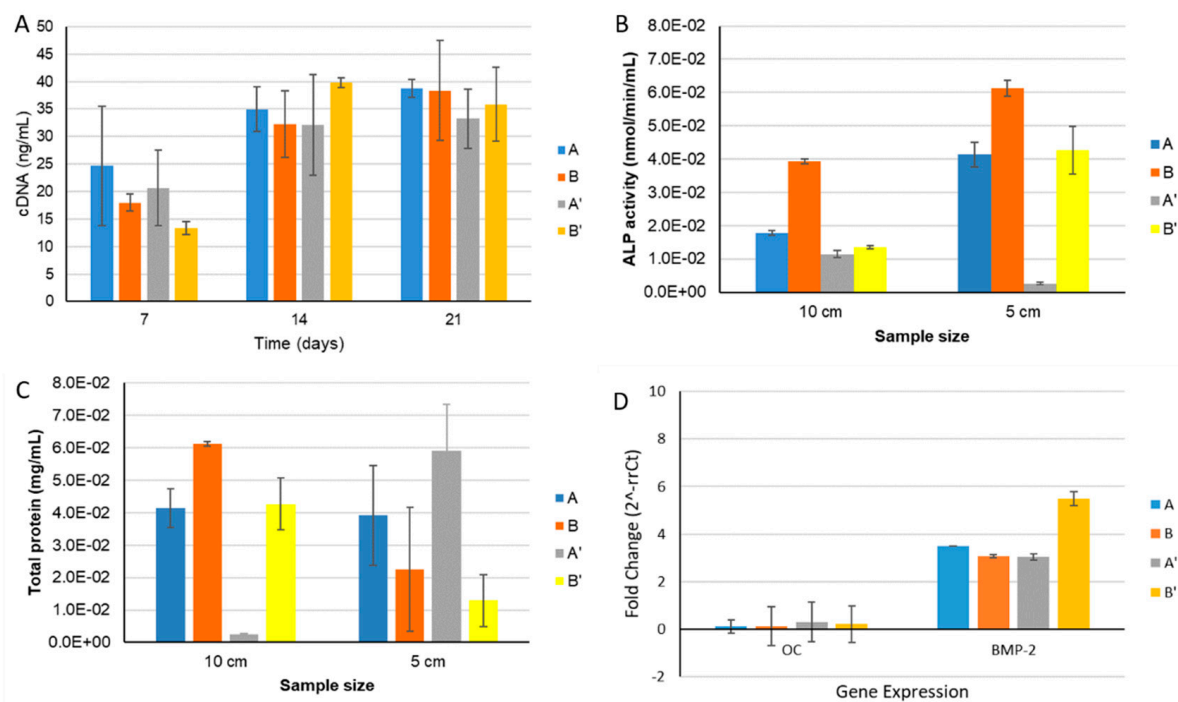 A
50
45
40
35
30
25
20
15
10
5
0
cDNA (ng/mL)
7 14 21
Time (days)
A
B
A'
B'
B
8.0E-02
7.0E-02
6.0E-02
5.0E-02
4.0E-02
3.0E-02
2.0E-02
1.0E-02
0.0E+00
ALP activity (nmol/min/mL)
10 cm 5 cm
Sample size
A
B
A'
B'
C
8.0E-02
7.0E-02
6.0E-02
5.0E-02
4.0E-02
3.0E-02
2.0E-02
1.0E-02
0.0E+00
Total protein (mg/mL)
10 cm 5 cm
Sample size
A
B
A'
B'
D
10
8
6
4
2
0
-2
Fold Change (2^-rrCt)
OC BMP-2
Gene Expression
A
B
A'
B'